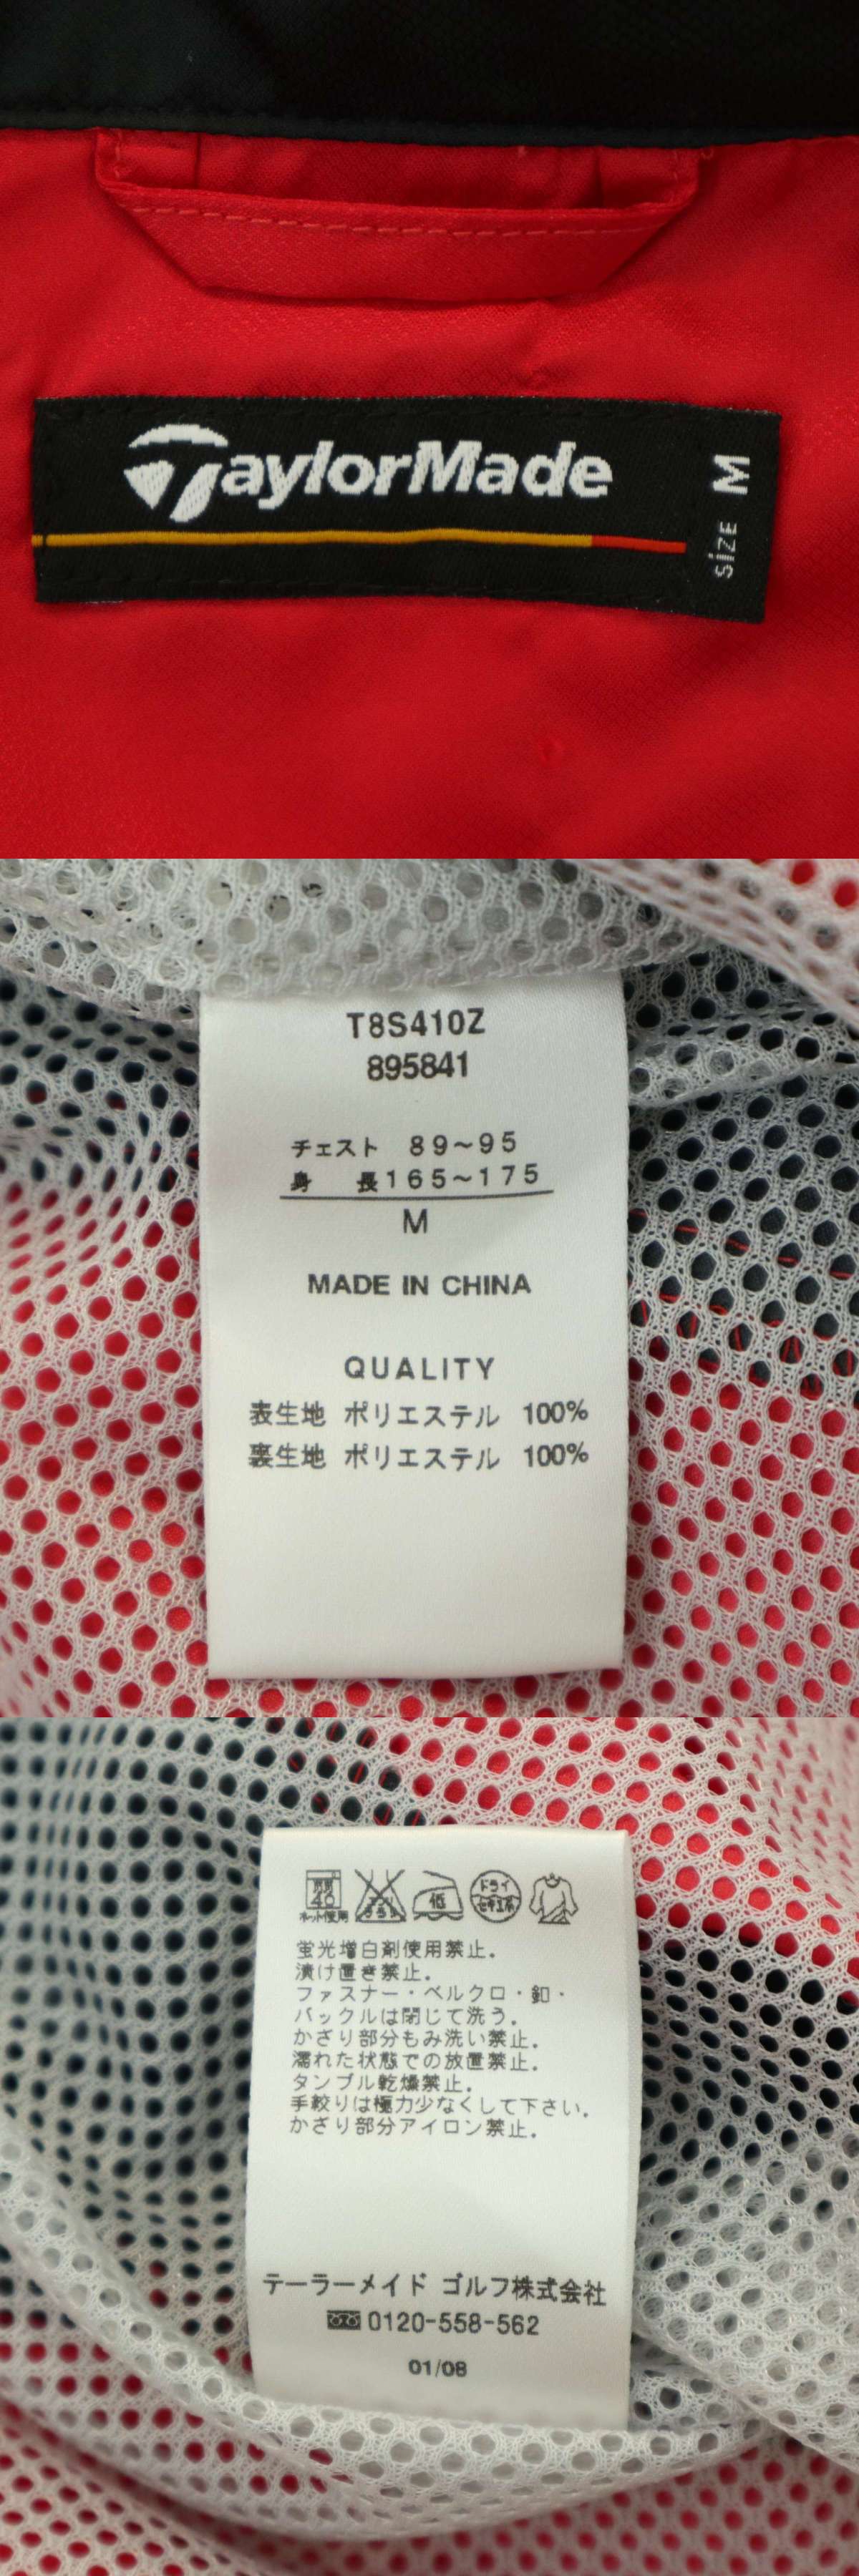 TaylorMade
SIZE M
T8S410Z
895841
チェスト 89~95
身 長165~175
M
MADE IN CHINA
QUALITY
表生地 ポリエステル 100%
裏生地 ポリエステル 100%
40
ネット使用
低
ドライ
セキユ系
蛍光増白剤使用禁止.
漬け置き禁止.
ファスナー・ベルクロ・釦・
バックルは閉じて洗う.
かざり部分もみ洗い禁止.
濡れた状態での放置禁止.
タンブル乾燥禁止.
手絞りは極力少なくして下さい.
かざり部分アイロン禁止.
テーラーメイド ゴルフ株式会社
0120-558-562
01/08